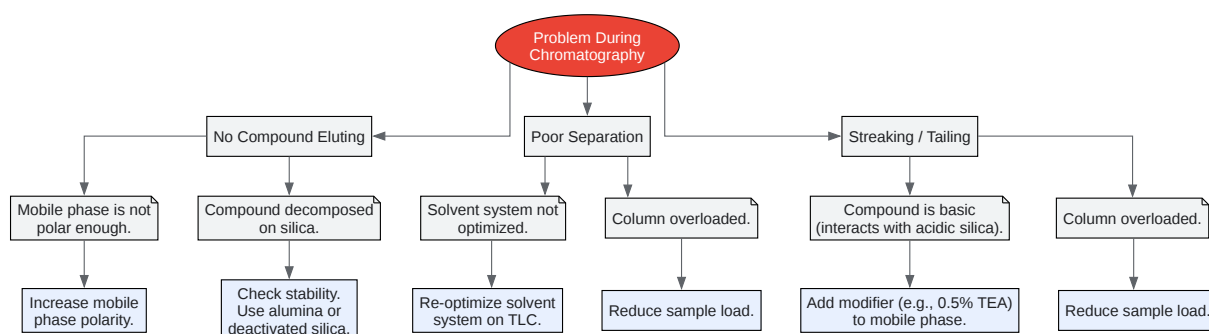 Problem During
Chromatography
No Compound Eluting
Poor Separation
Streaking / Tailing
Mobile phase is not
polar enough.
Compound decomposed
on silica.
Solvent system not
optimized.
Column overloaded.
Compound is basic
(interacts with acidic silica).
Column overloaded.
Increase mobile
phase polarity.
Check stability.
Use alumina or
deactivated silica.
Re-optimize solvent
system on TLC.
Reduce sample load.
Add modifier (e.g., 0.5% TEA)
to mobile phase.
Reduce sample load.